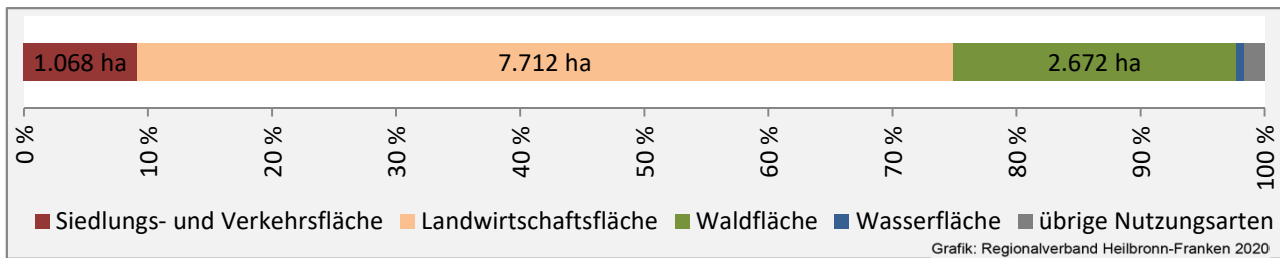 1.068 ha 7.712 ha 2.672 ha
0 % 10 % 20 % 30 % 40 % 50 % 60 % 70 % 80 % 90 % 100 %
Siedlungs- und Verkehrsfläche Landwirtschaftsfläche Waldfläche Wasserfläche übrige Nutzungsarten
Grafik: Regionalverband Heilbronn-Franken 2020